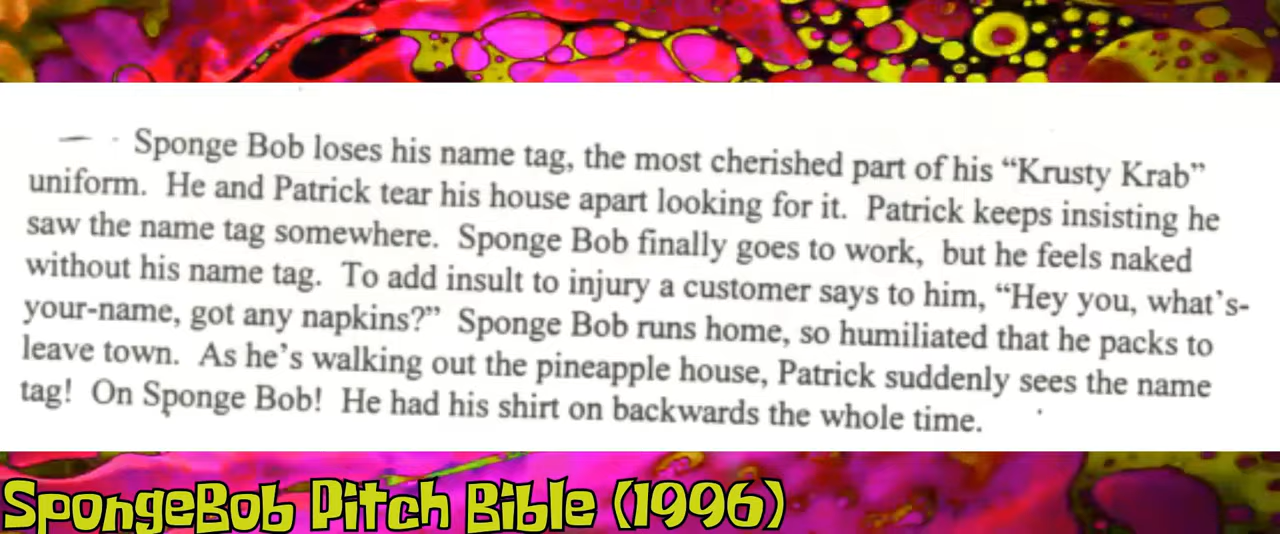 Sponge Bob loses his name tag, the most cherished part of his “Krusty Krab”
uniform. He and Patrick tear his house apart looking for it. Patrick keeps insisting he
saw the name tag somewhere. Sponge Bob finally goes to work, but he feels naked
without his name tag. To add insult to injury a customer says to him, “Hey you, what’s-
your-name, got any napkins?” Sponge Bob runs home, so humiliated that he packs to
leave town. As he’s walking out the pineapple house, Patrick suddenly sees the name
tag! On Sponge Bob! He had his shirt on backwards the whole time.
SpongeBob Pitch Bible (1996)